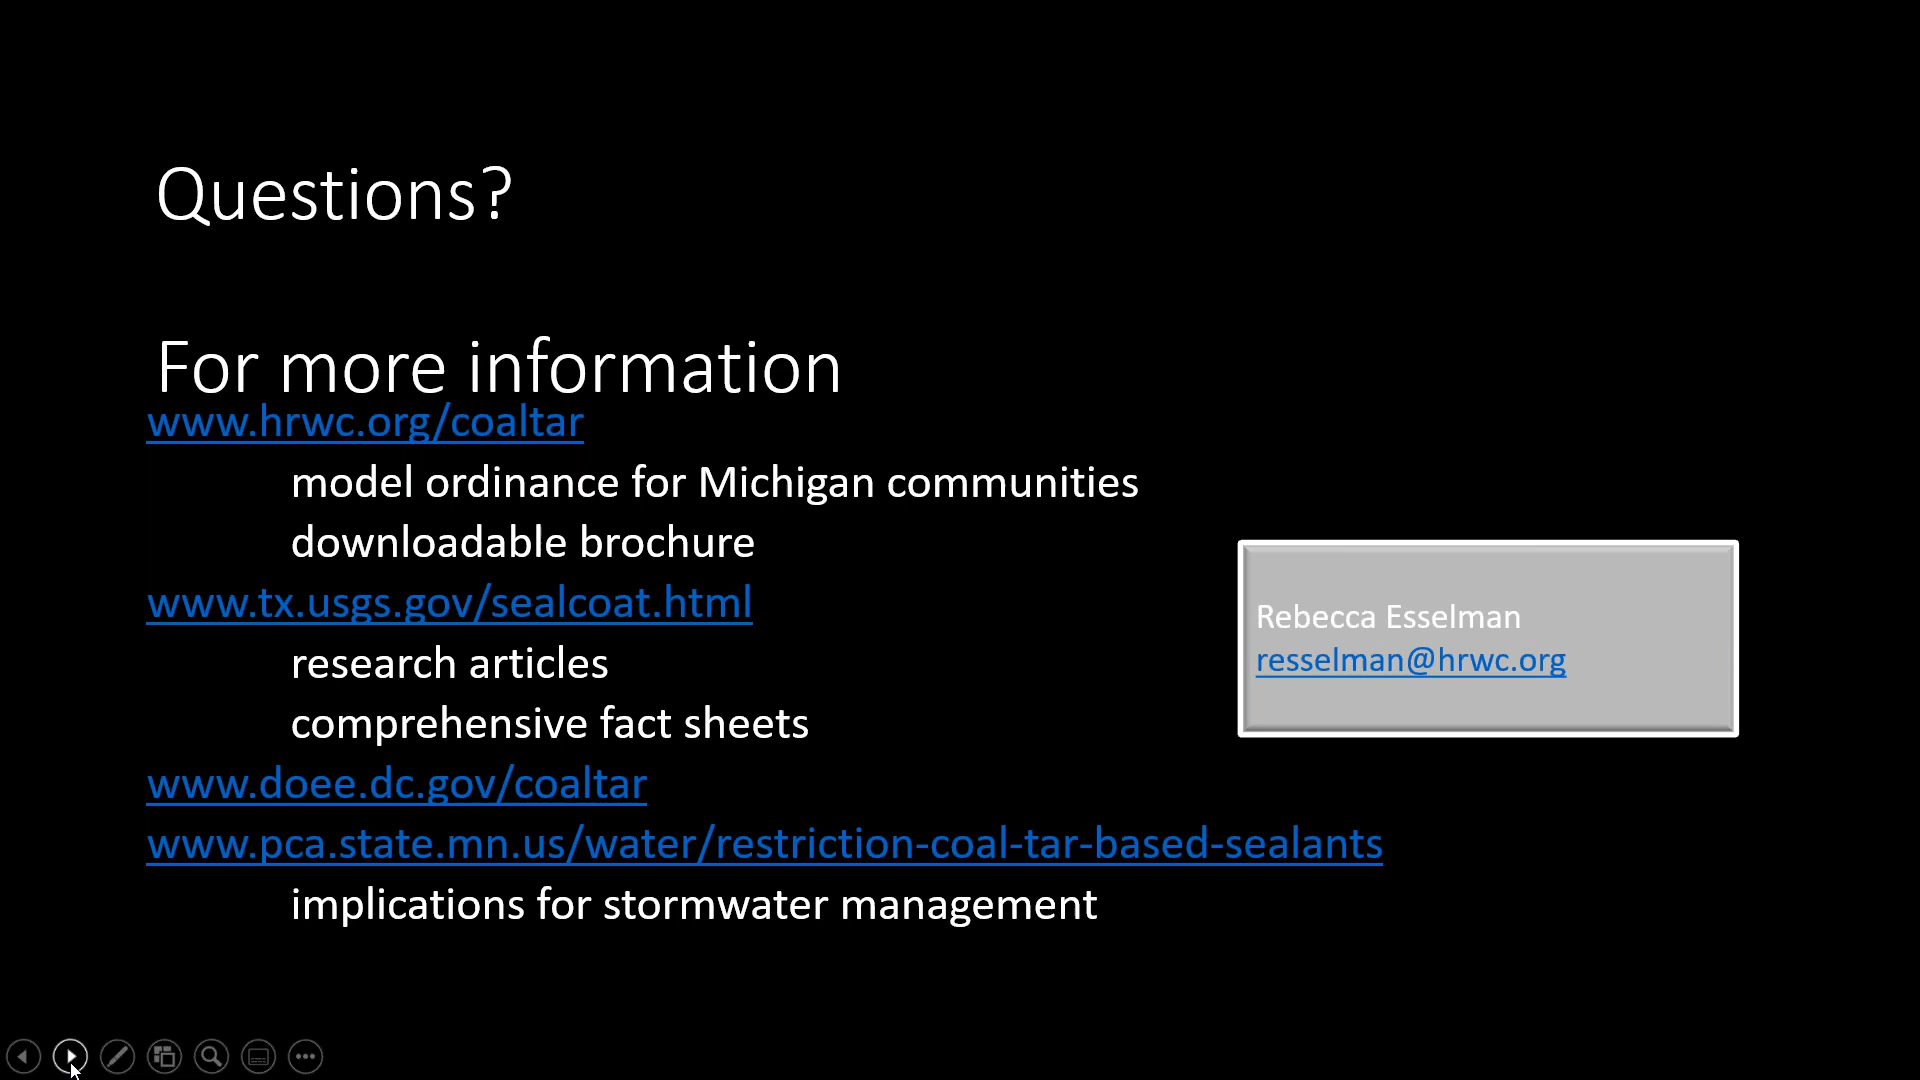 Questions?
For more information
www.hrwc.org/coaltar
model ordinance for Michigan communities
downloadable brochure
www.tx.usgs.gov/sealcoat.html
research articles
comprehensive fact sheets
www.doee.dc.gov/coaltar
www.pca.state.mn.us/water/restriction-coal-tar-based-sealants
implications for stormwater management
Rebecca Esselman
resselman@hrwc.org